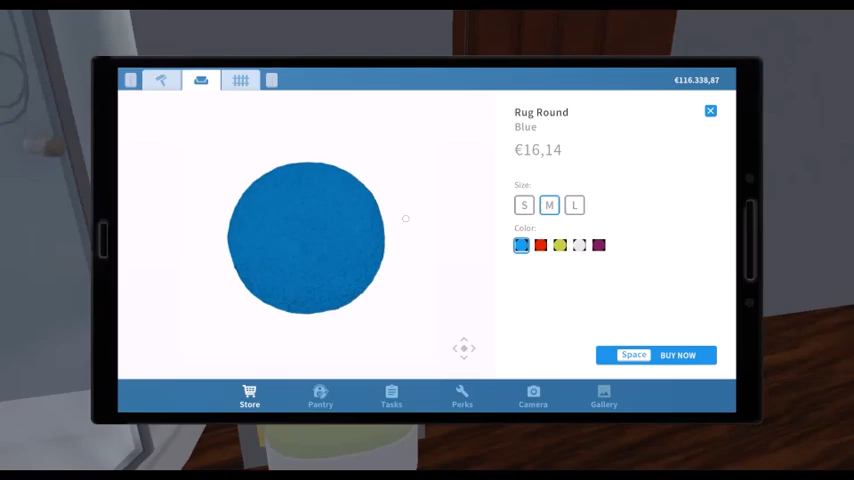 €116.338,87
Rug Round
Blue
€16,14
Size:
S M L
Color:
Space BUY NOW
Store Pantry Tasks Perks Camera Gallery